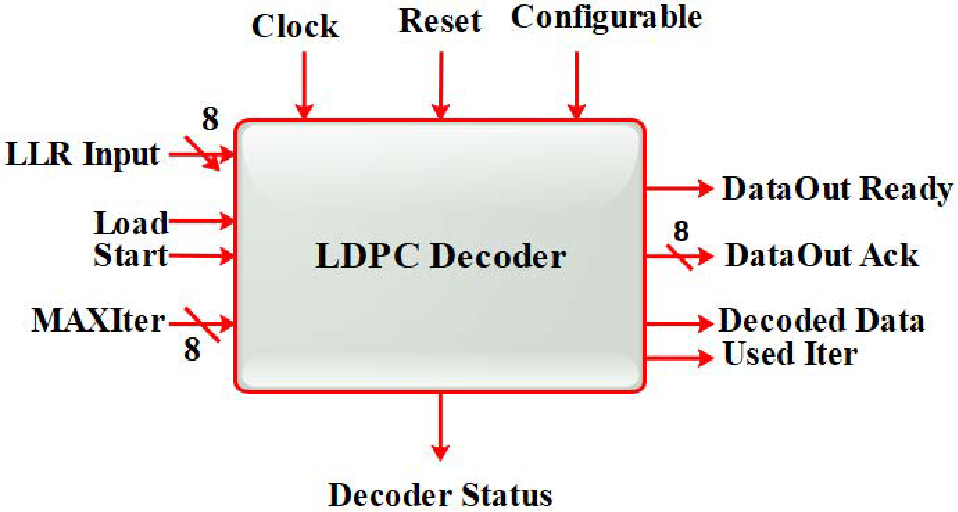 Clock
Reset
Configurable
8
LLR Input
Load
Start
MAXIter
8
LDPC Decoder
DataOut Ready
8
DataOut Ack
Decoded Data
Used Iter
Decoder Status